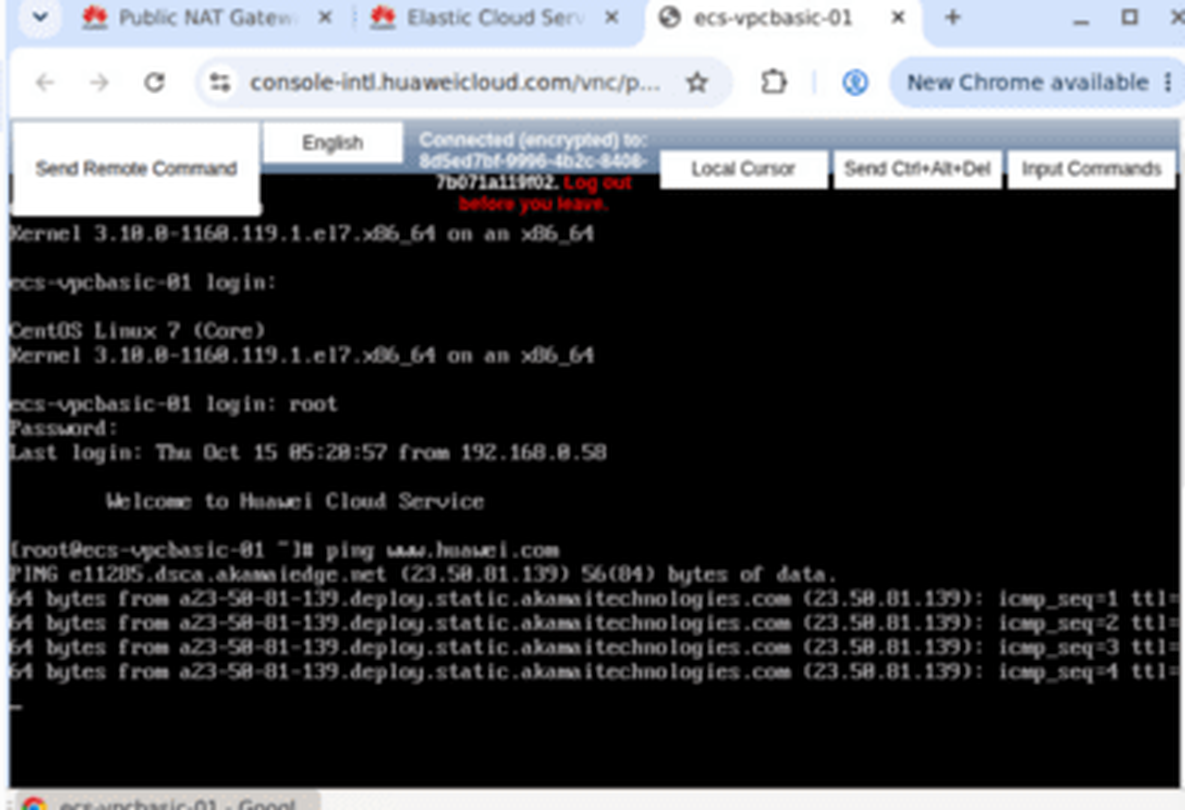 Public NAT Gatew
Elastic Cloud Serv
ecs-vpcbasic-01
console-intl.huaweicloud.com/vnc/p...
New Chrome available
Send Remote Command
English
Connected (encrypted) to:
8d5ed7bf-9996-4b2c-8408-
7b071a119f02. Log out
before you leave.
Local Cursor
Send Ctrl+Alt+Del
Input Commands
Kernel 3.10.0-1160.119.1.el7.x86_64 on an x86_64
ecs-vpcbasic-01 login:
CentOS Linux 7 (Core)
Kernel 3.10.0-1160.119.1.el7.x86_64 on an x86_64
ecs-vpcbasic-01 login: root
Password:
Last login: Thu Oct 15 05:20:57 from 192.168.0.58
Welcome to Huawei Cloud Service
[root@ecs-vpcbasic-01 ~]# ping www.huawei.com
PING e11285.dsca.akamaiedge.net (23.50.81.139) 56(84) bytes of data.
64 bytes from a23-50-81-139.deploy.static.akamaitechnologies.com (23.50.81.139): icmp_seq=1 ttl=
64 bytes from a23-50-81-139.deploy.static.akamaitechnologies.com (23.50.81.139): icmp_seq=2 ttl=
64 bytes from a23-50-81-139.deploy.static.akamaitechnologies.com (23.50.81.139): icmp_seq=3 ttl=
64 bytes from a23-50-81-139.deploy.static.akamaitechnologies.com (23.50.81.139): icmp_seq=4 ttl=
ecs-vpcbasic-01 - Googl